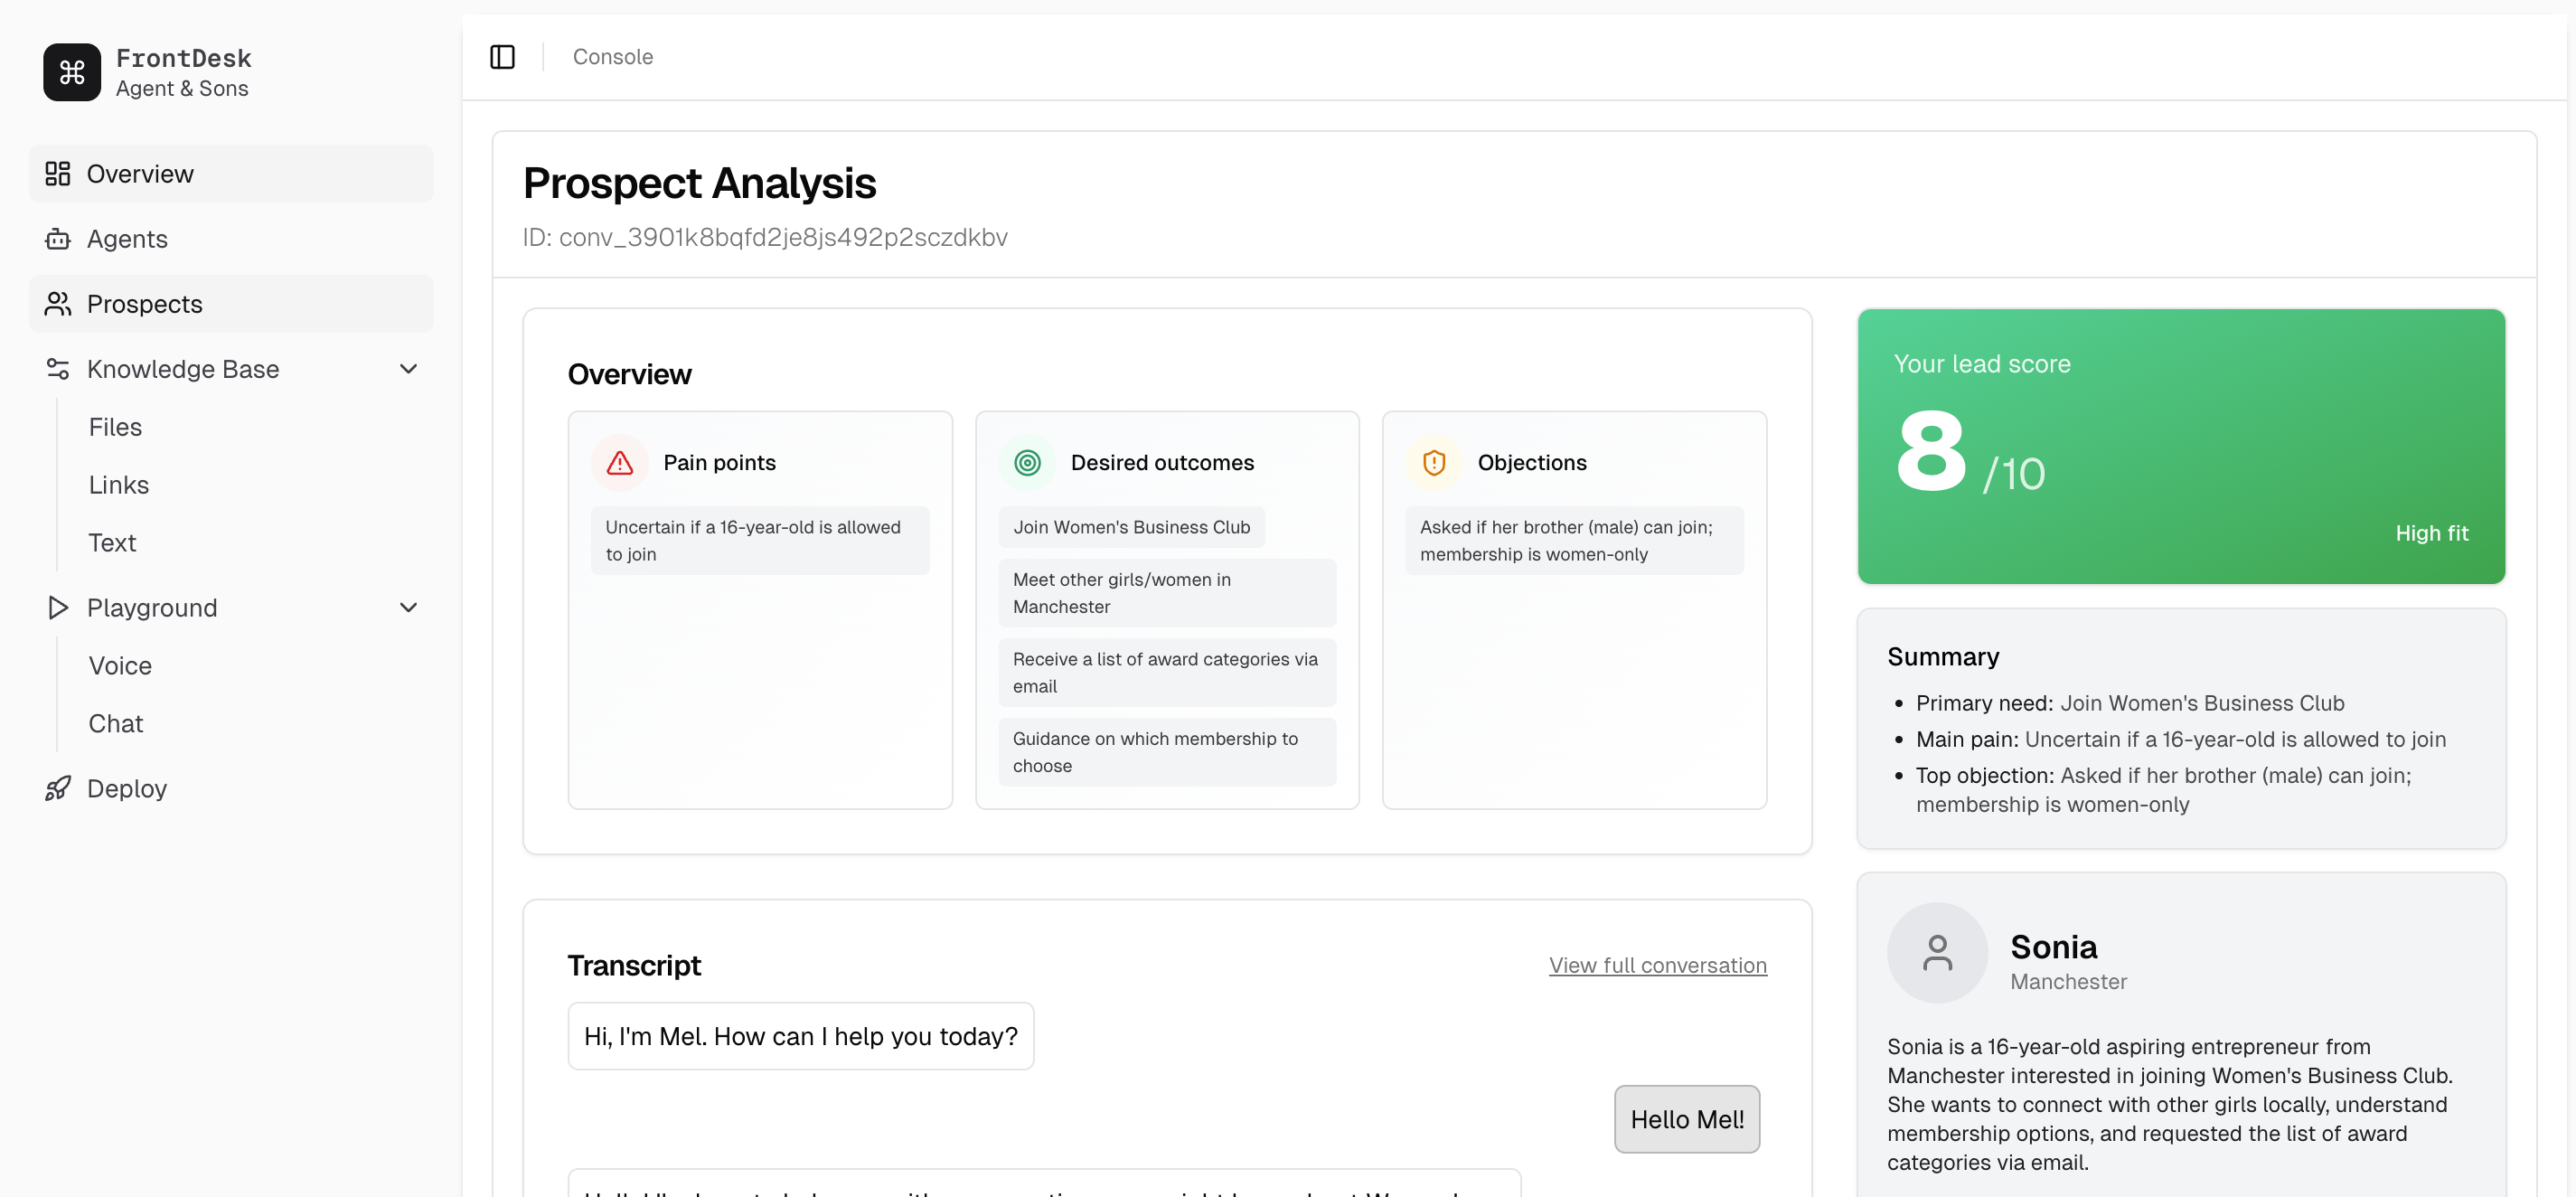 FrontDesk
Agent & Sons
Overview
Agents
Prospects
Knowledge Base
Files
Links
Text
Playground
Voice
Chat
Deploy
Console
Prospect Analysis
ID: conv_3901k8bqfd2je8js492p2sczdkbv
Overview
Pain points
Uncertain if a 16-year-old is allowed
to join
Desired outcomes
Join Women's Business Club
Meet other girls/women in
Manchester
Receive a list of award categories via
email
Guidance on which membership to
choose
Objections
Asked if her brother (male) can join;
membership is women-only
Transcript
View full conversation
Hi, I'm Mel. How can I help you today?
Hello Mel!
Your lead score
8 /10
High fit
Summary
Primary need: Join Women's Business Club
Main pain: Uncertain if a 16-year-old is allowed to join
Top objection: Asked if her brother (male) can join;
membership is women-only
Sonia
Manchester
Sonia is a 16-year-old aspiring entrepreneur from
Manchester interested in joining Women's Business Club.
She wants to connect with other girls locally, understand
membership options, and requested the list of award
categories via email.